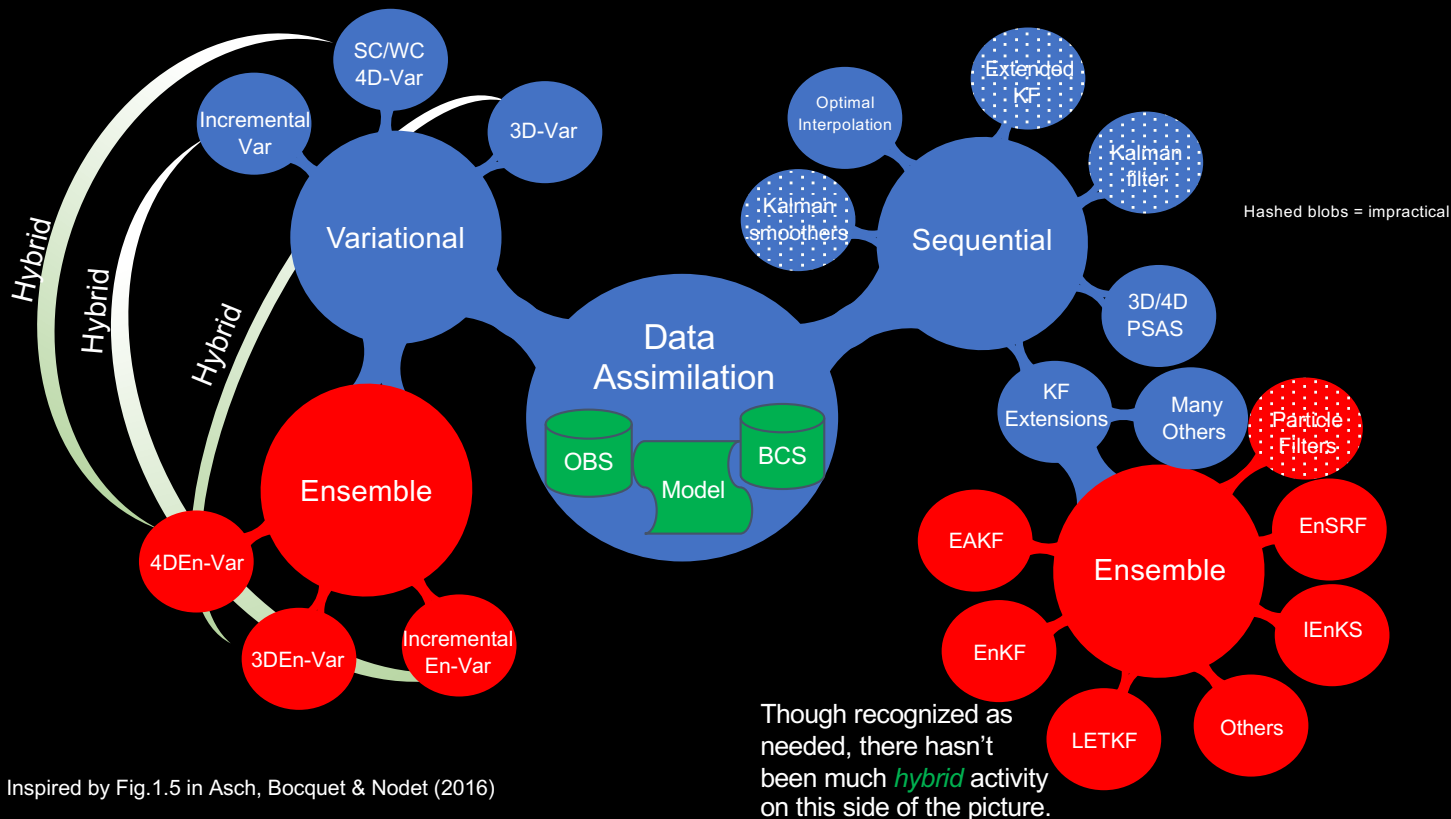 SC/WC
4D-Var
Incremental
Var
3D-Var
Variational
Hybrid
Hybrid
Hybrid
Optimal
Interpolation
Extended
KF
Kalman
filter
Kalman
smoothers
Sequential
Hashed blobs = impractical
3D/4D
PSAS
KF
Extensions
Many
Others
Data
Assimilation
OBS
Model
BCS
Ensemble
4DEn-Var
3DEn-Var
Incremental
En-Var
Particle
Filters
EnSRF
EAKF
Ensemble
IEnKS
EnKF
LETKF
Others
Though recognized as
needed, there hasn't
been much hybrid activity
on this side of the picture.
Inspired by Fig.1.5 in Asch, Bocquet & Nodet (2016)